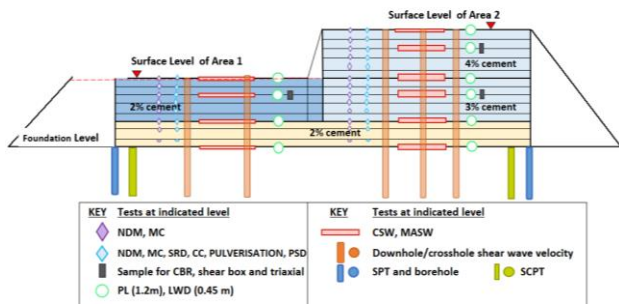 Surface Level of Area 2
Surface Level of Area 1
4% cement
2% cement
3% cement
Foundation Level
2% cement
KEY Tests at indicated level
NDM, MC
NDM, MC, SRD, CC, PULVERISATION, PSD
Sample for CBR, shear box and triaxial
PL (1.2m), LWD (0.45 m)
KEY Tests at indicated level
CSW, MASW
Downhole/crosshole shear wave velocity
SPT and borehole
SCPT